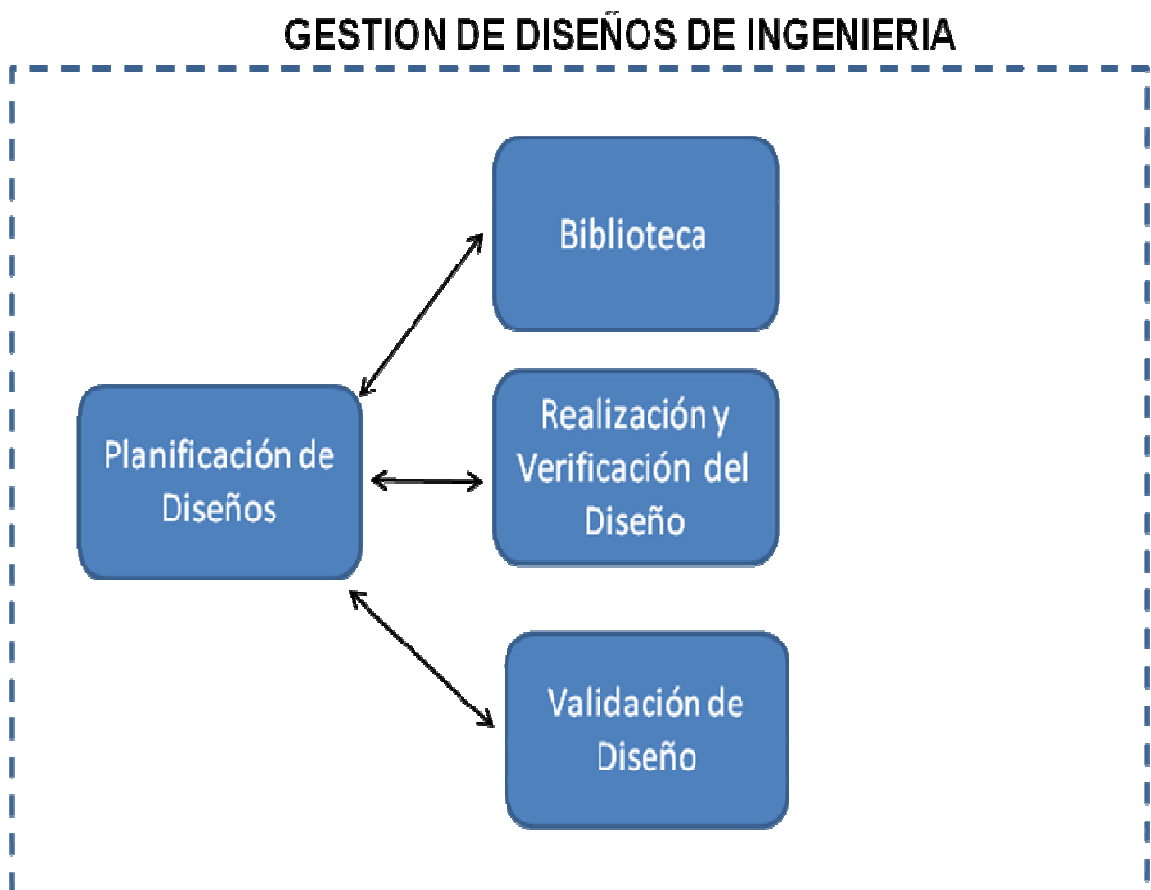 GESTION DE DISEÑOS DE INGENIERIA
Biblioteca
Planificación de
Diseños
Realización y
Verificación del
Diseño
Validación de
Diseño